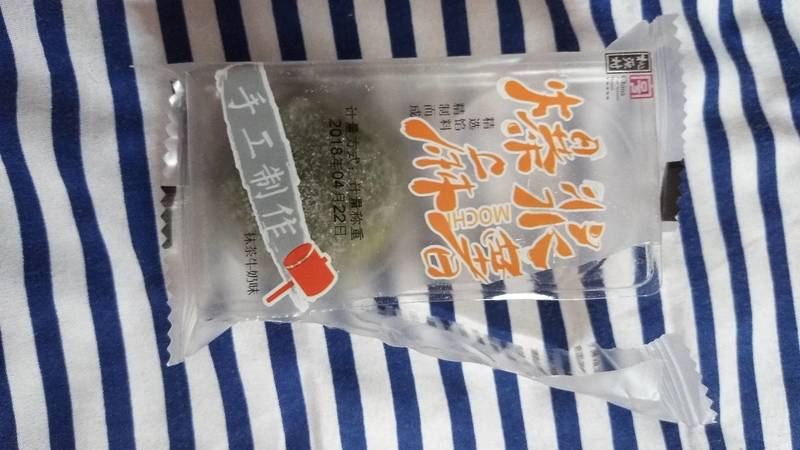 爆浆
麻薯
MOCHI
精选馅料
精制而成
计量方式：计量称重
2018年04月22日
手工制作
抹茶牛奶味